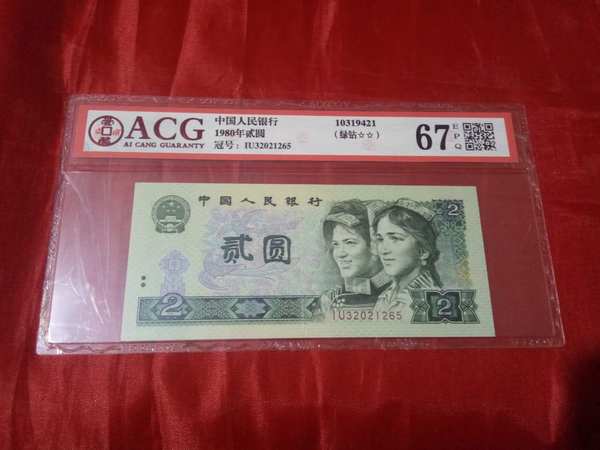 ACG
AI CANG GUARANTY
中国人民银行
1980年贰圆
冠号：IU32021265
10319421
（绿钻☆☆）
67
EPQ
中国人民银行
贰圆
2
2
2
IU32021265